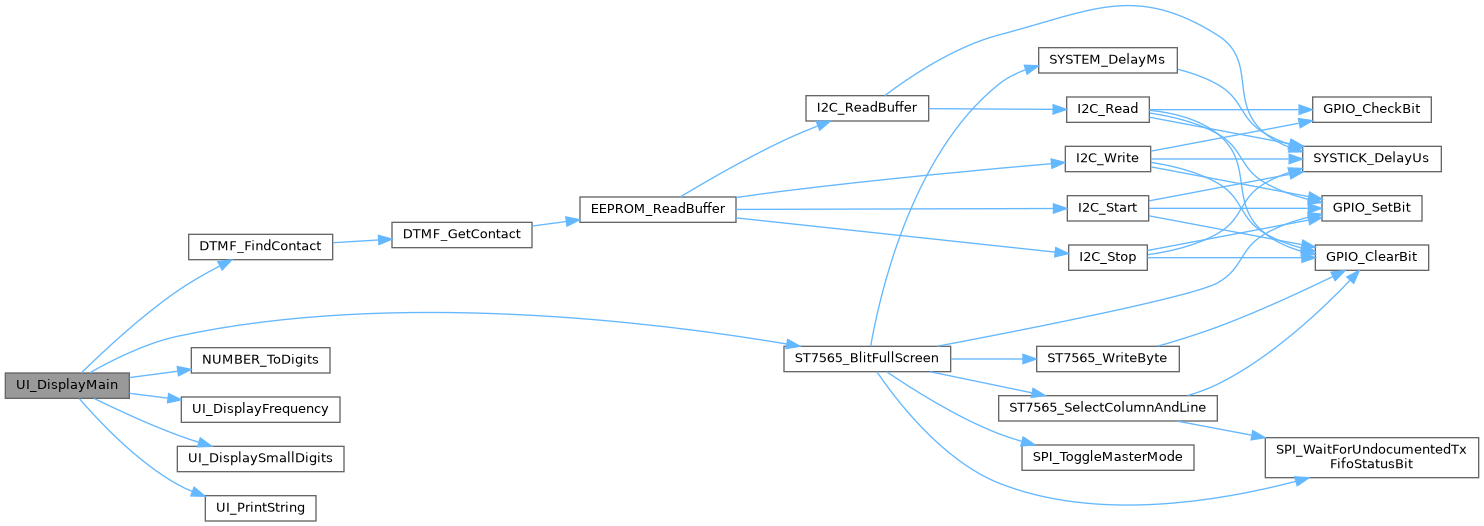 UI_DisplayMain
DTMF_FindContact
NUMBER_ToDigits
UI_DisplayFrequency
UI_DisplaySmallDigits
UI_PrintString
DTMF_GetContact
EEPROM_ReadBuffer
I2C_ReadBuffer
ST7565_BlitFullScreen
SYSTEM_DelayMs
I2C_Read
I2C_Write
I2C_Start
I2C_Stop
ST7565_WriteByte
ST7565_SelectColumnAndLine
SPI_ToggleMasterMode
GPIO_CheckBit
SYSTICK_DelayUs
GPIO_SetBit
GPIO_ClearBit
SPI_WaitForUndocumentedTx
FifoStatusBit